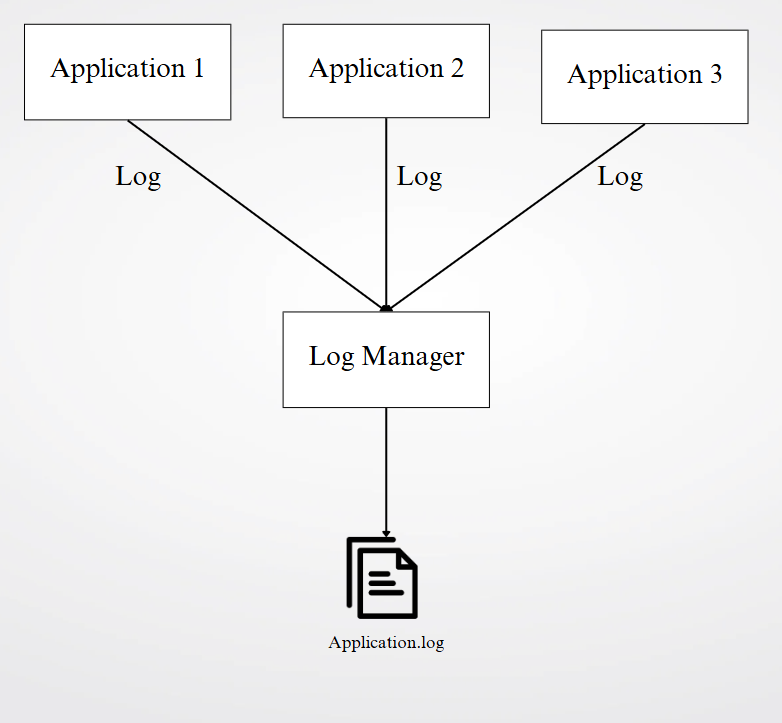 Application 1
Application 2
Application 3
Log
Log
Log
Log Manager
Application.log